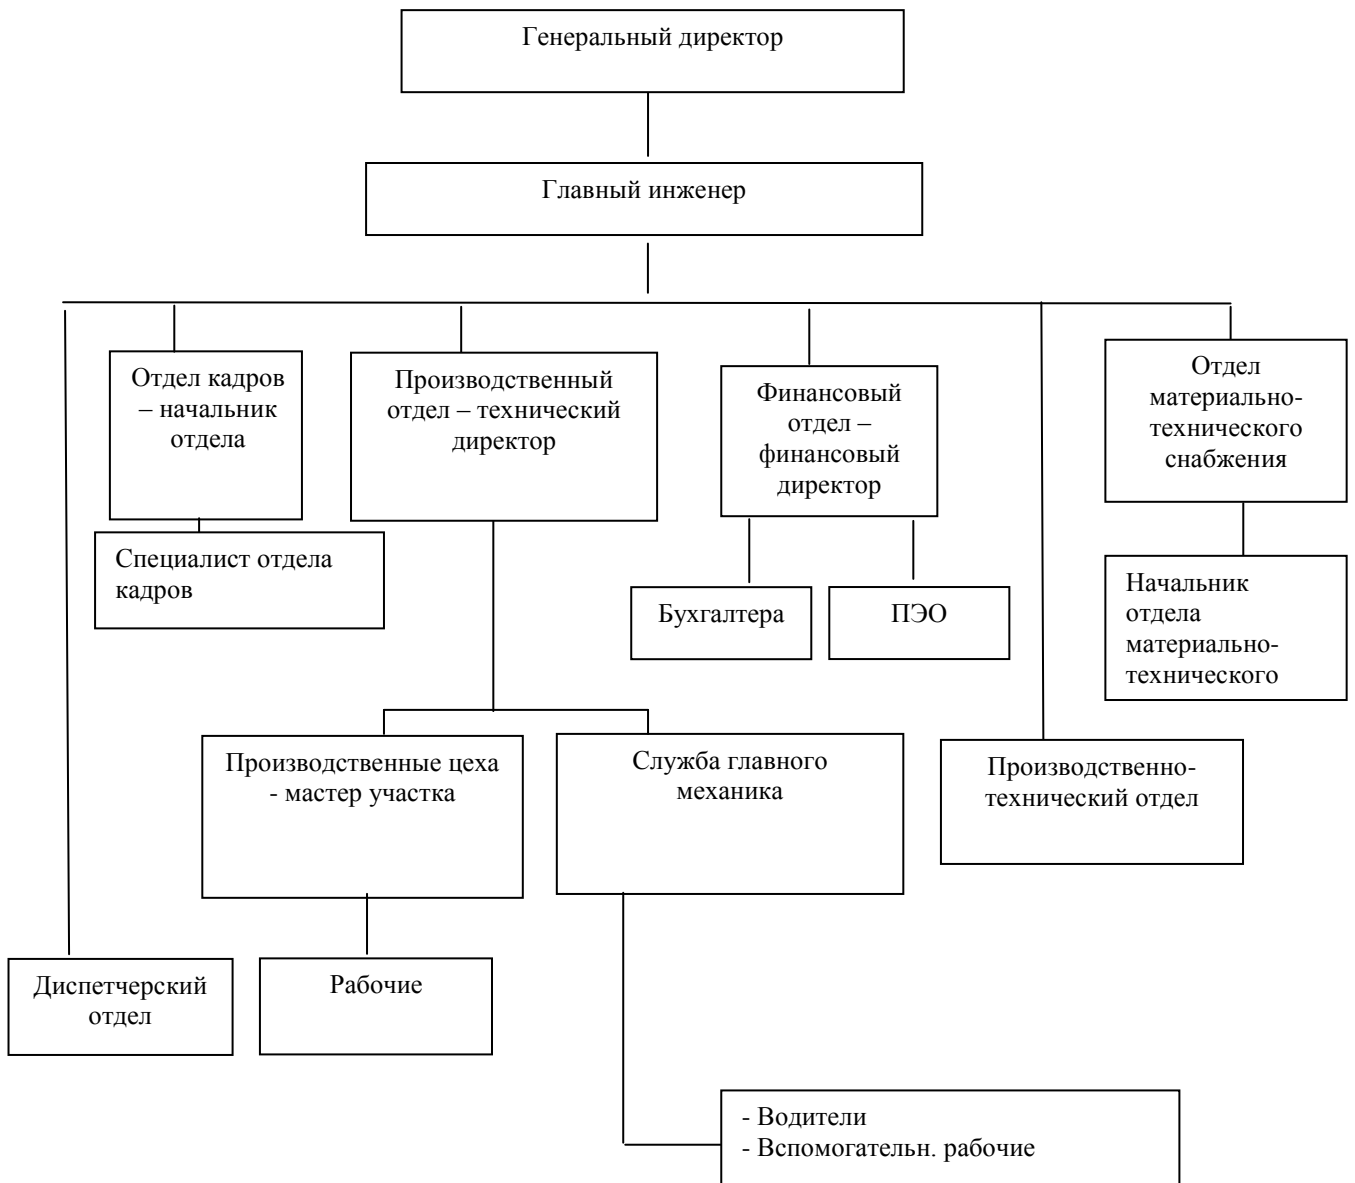 Генеральный директор
Главный инженер
Отдел кадров
– начальник
отдела
Производственный
отдел – технический
директор
Финансовый
отдел –
финансовый
директор
Отдел
материально-
технического
снабжения
Специалист отдела
кадров
Бухгалтера
ПЭО
Начальник
отдела
материально-
технического
Производственные цеха
- мастер участка
Служба главного
механика
Производственно-
технический отдел
Диспетчерский
отдел
Рабочие
- Водители
- Вспомогательн. рабочие